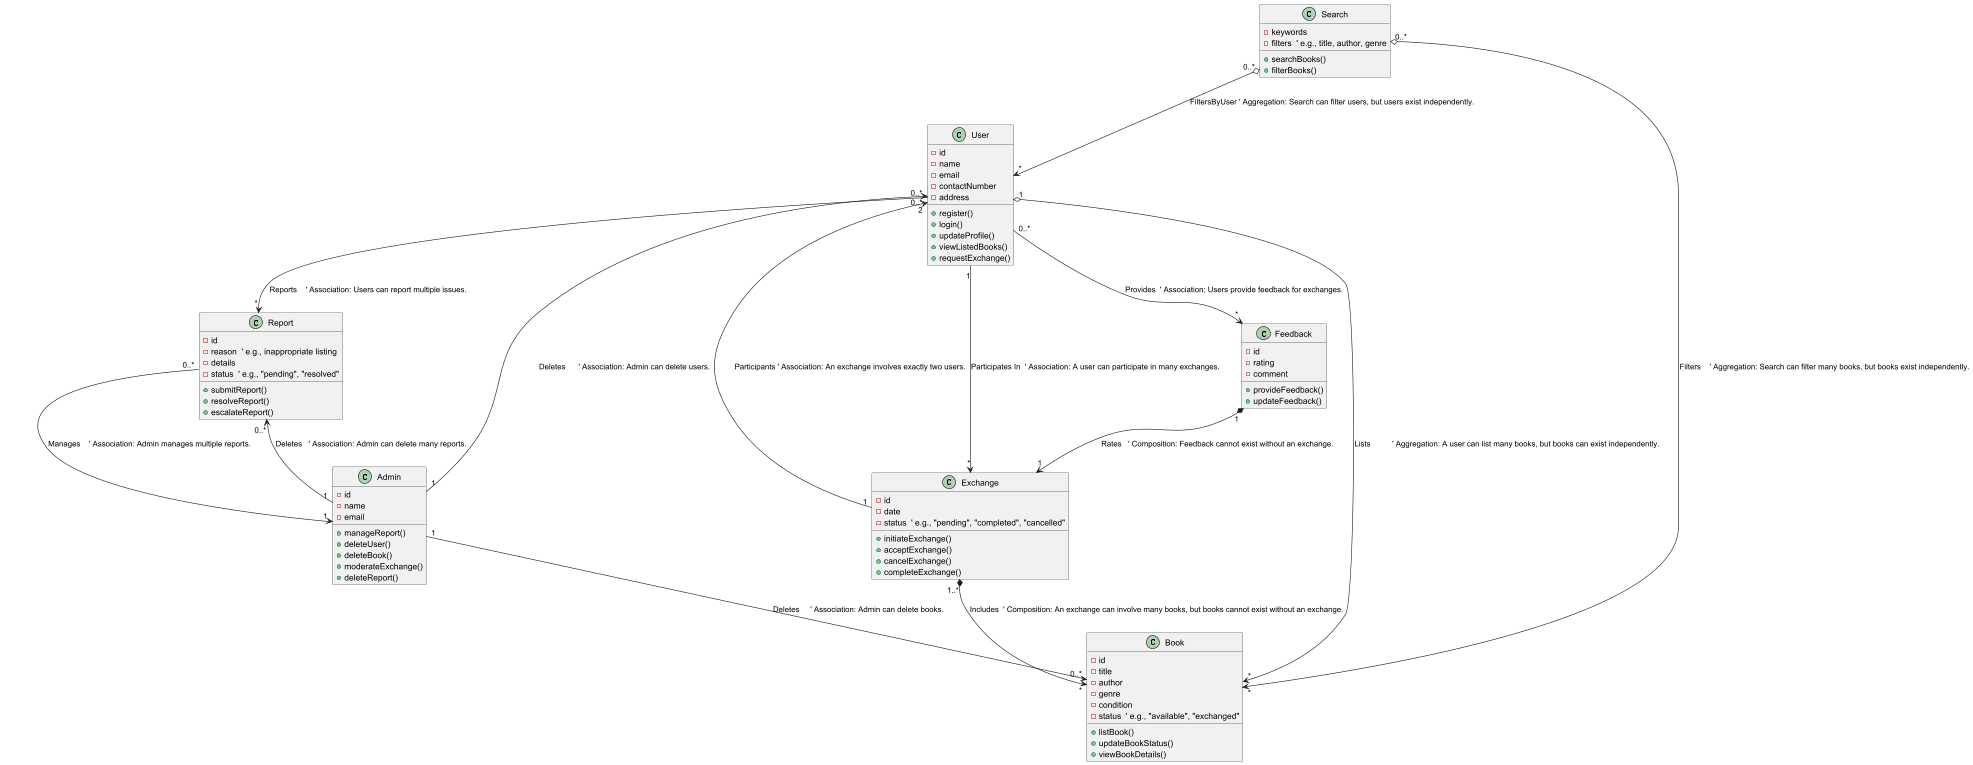 C Search
keywords
filters ' e.g., title, author, genre
searchBooks()
filterBooks()
0..*
0..*
FiltersByUser ' Aggregation: Search can filter users, but users exist independently.
*
C User
id
name
email
contactNumber
address
register()
login()
updateProfile()
viewListedBooks()
requestExchange()
0..*
0..*
2
1
0..*
1
Reports ' Association: Users can report multiple issues.
*
Provides ' Association: Users provide feedback for exchanges.
*
C Report
id
reason ' e.g., inappropriate listing
details
status ' e.g., "pending", "resolved"
submitReport()
resolveReport()
escalateReport()
0..*
0..*
C Feedback
id
rating
comment
provideFeedback()
updateFeedback()
1
Deletes ' Association: Admin can delete users.
Participants ' Association: An exchange involves exactly two users.
Participates In ' Association: A user can participate in many exchanges.
Filters ' Aggregation: Search can filter many books, but books exist independently.
Manages ' Association: Admin manages multiple reports.
Deletes ' Association: Admin can delete many reports.
Rates ' Composition: Feedback cannot exist without an exchange.
Lists ' Aggregation: A user can list many books, but books can exist independently.
C Admin
id
name
email
manageReport()
deleteUser()
deleteBook()
moderateExchange()
deleteReport()
1
1
1
1
*
1
C Exchange
id
date
status ' e.g., "pending", "completed", "cancelled"
initiateExchange()
acceptExchange()
cancelExchange()
completeExchange()
1
1..*
Deletes ' Association: Admin can delete books.
Includes ' Composition: An exchange can involve many books, but books cannot exist without an exchange.
C Book
id
title
author
genre
condition
status ' e.g., "available", "exchanged"
listBook()
updateBookStatus()
viewBookDetails()
0..*
*
*
*